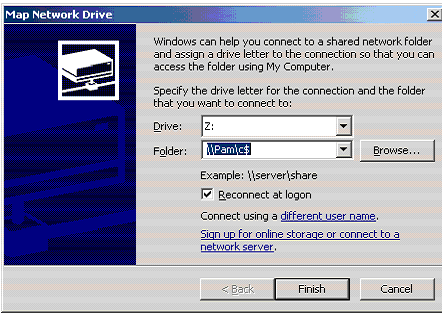 Map Network Drive
Windows can help you connect to a shared network folder
and assign a drive letter to the connection so that you can
access the folder using My Computer.
Specify the drive letter for the connection and the folder
that you want to connect to:
Drive: Z:
Folder: \\Pam\c$ Browse...
Example: \\server\share
Reconnect at logon
Connect using a different user name.
Sign up for online storage or connect to a
network server.
< Back Finish Cancel